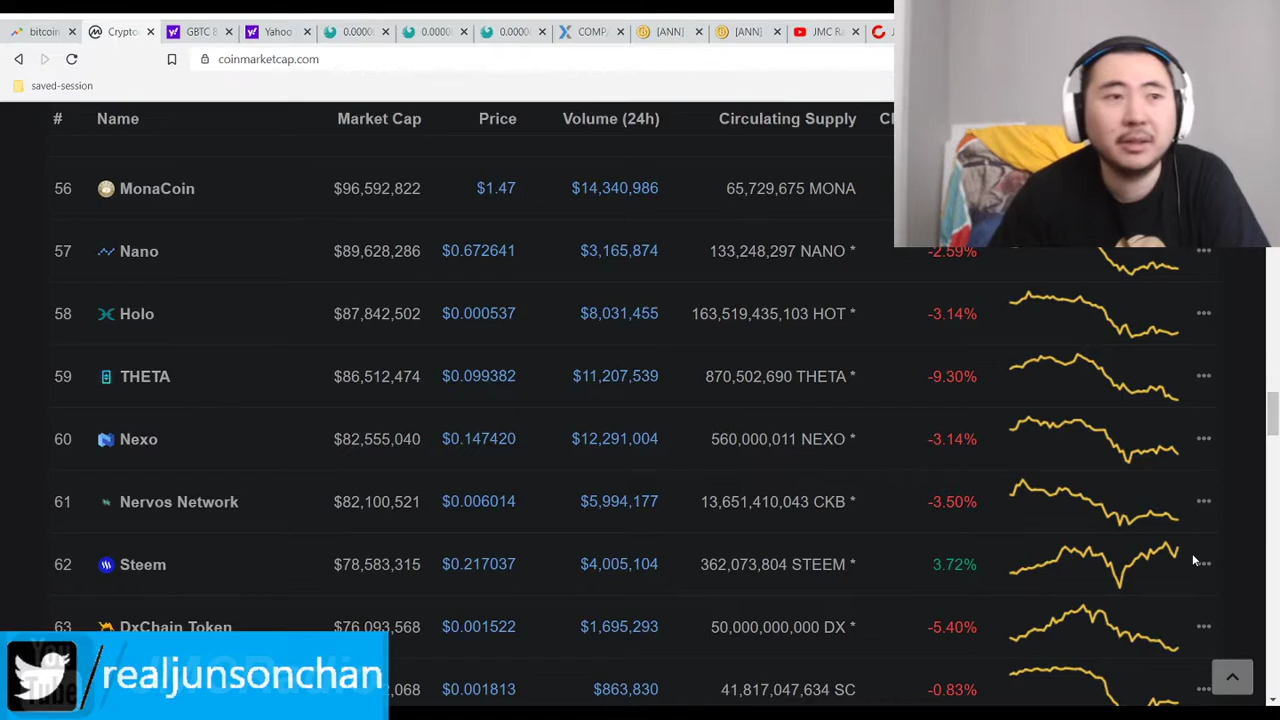 bitcoin
Crypto
GBTC 8
Yahoo
0.0000
0.0000
0.0000
COMP
[ANN]
[ANN]
JMC R
coinmarketcap.com
saved-session
# Name Market Cap Price Volume (24h) Circulating Supply
56 MonaCoin $96,592,822 $1.47 $14,340,986 65,729,675 MONA
57 Nano $89,628,286 $0.672641 $3,165,874 133,248,297 NANO * -2.59%
58 Holo $87,842,502 $0.000537 $8,031,455 163,519,435,103 HOT * -3.14%
59 THETA $86,512,474 $0.099382 $11,207,539 870,502,690 THETA * -9.30%
60 Nexo $82,555,040 $0.147420 $12,291,004 560,000,011 NEXO * -3.14%
61 Nervos Network $82,100,521 $0.006014 $5,994,177 13,651,410,043 CKB * -3.50%
62 Steem $78,583,315 $0.217037 $4,005,104 362,073,804 STEEM * 3.72%
63 DxChain Token $76,093,568 $0.001522 $1,695,293 50,000,000,000 DX * -5.40%
,068 $0.001813 $863,830 41,817,047,634 SC -0.83%
/realjunsonchan